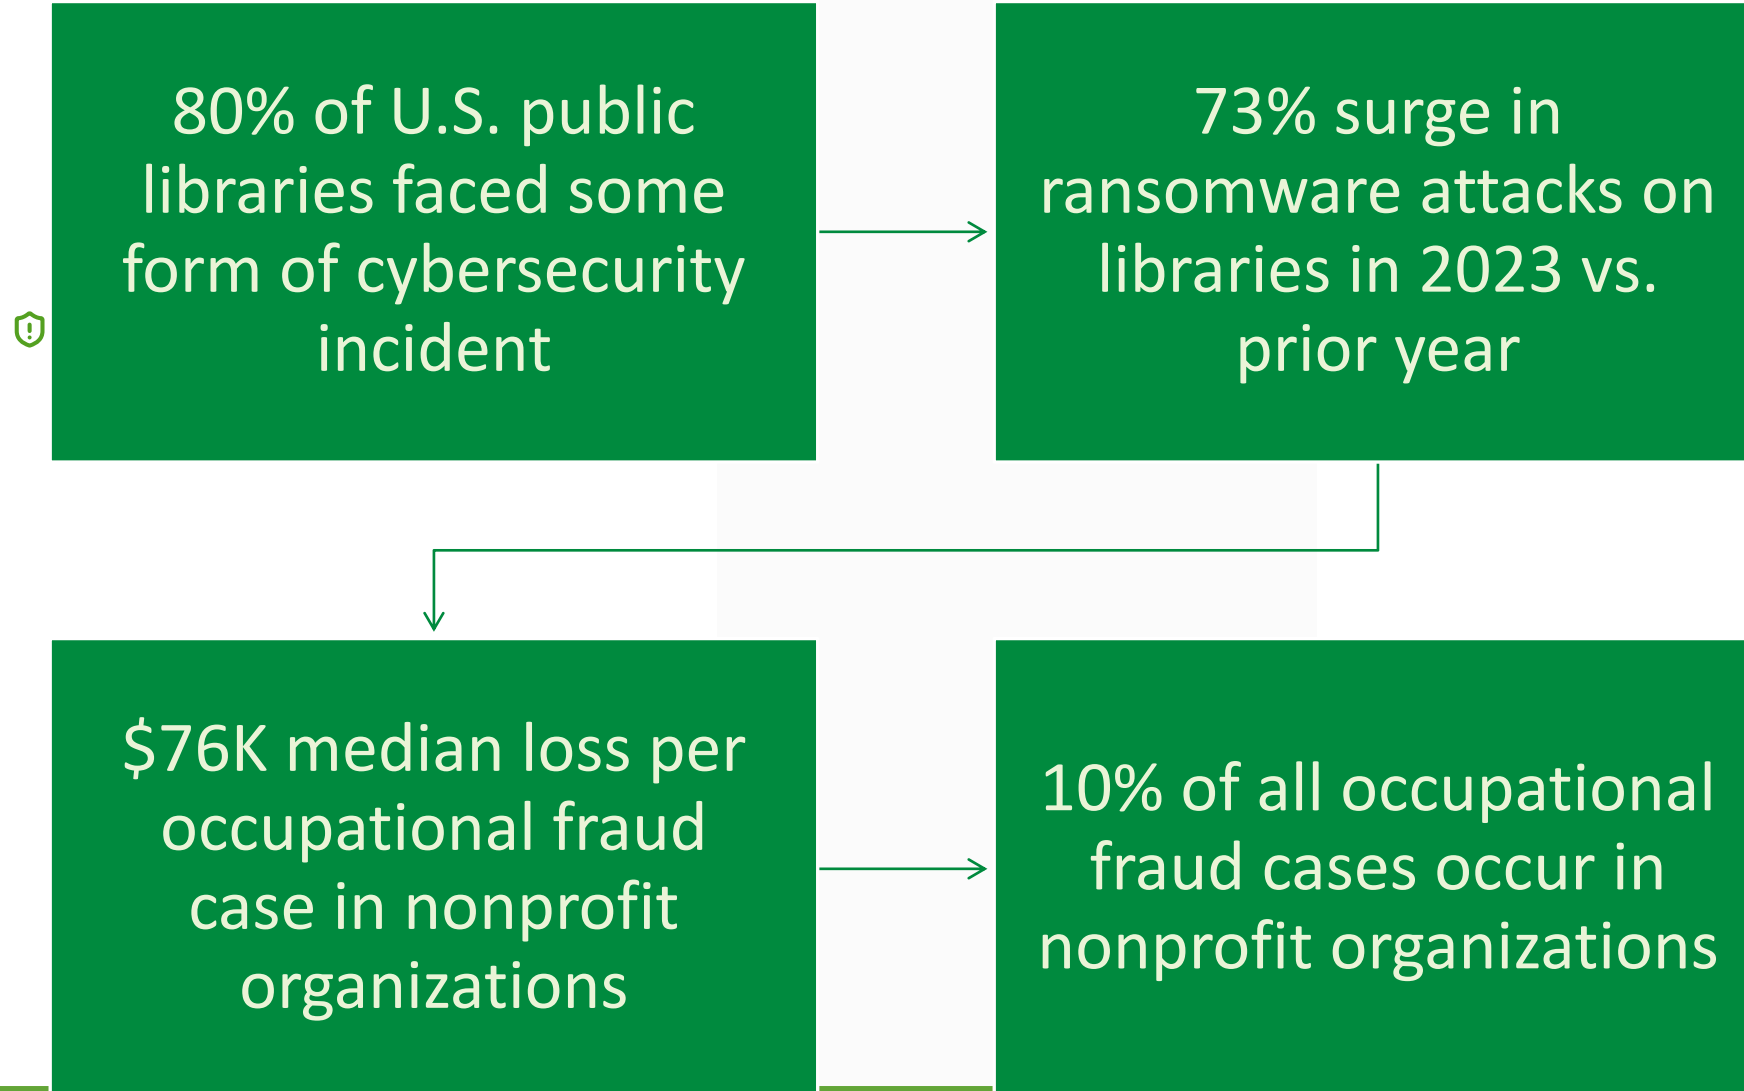 80% of U.S. public
libraries faced some
form of cybersecurity
incident
73% surge in
ransomware attacks on
libraries in 2023 vs.
prior year
$76K median loss per
occupational fraud
case in nonprofit
organizations
10% of all occupational
fraud cases occur in
nonprofit organizations